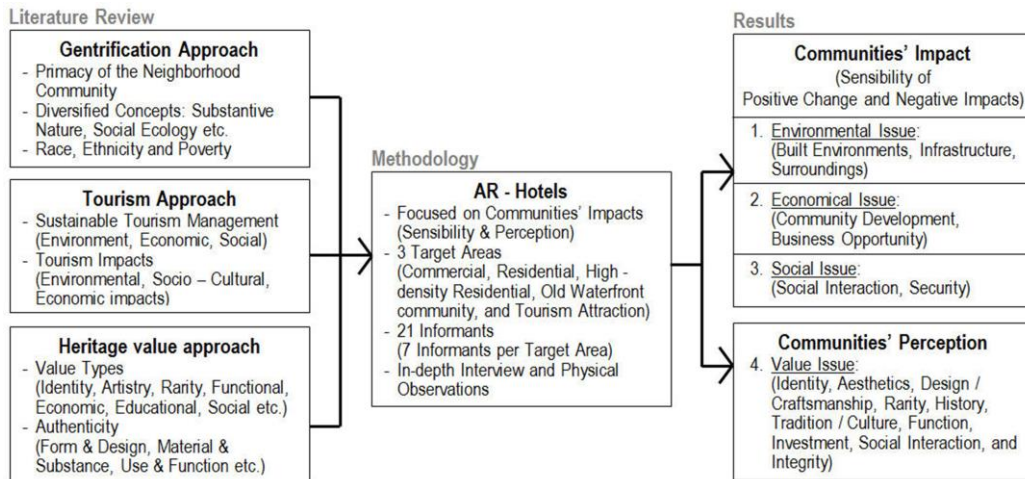 Literature Review
Gentrification Approach
- Primacy of the Neighborhood
Community
- Diversified Concepts: Substantive
Nature, Social Ecology etc.
- Race, Ethnicity and Poverty
Tourism Approach
- Sustainable Tourism Management
(Environment, Economic, Social)
- Tourism Impacts
(Environmental, Socio – Cultural,
Economic impacts)
Heritage value approach
- Value Types
(Identity, Artistry, Rarity, Functional,
Economic, Educational, Social etc.)
- Authenticity
(Form & Design, Material &
Substance, Use & Function etc.)
Methodology
AR - Hotels
- Focused on Communities' Impacts
(Sensibility & Perception)
- 3 Target Areas
(Commercial, Residential, High -
density Residential, Old Waterfront
community, and Tourism Attraction)
- 21 Informants
(7 Informants per Target Area)
- In-depth Interview and Physical
Observations
Results
Communities' Impact
(Sensibility of
Positive Change and Negative Impacts)
1. Environmental Issue:
(Built Environments, Infrastructure,
Surroundings)
2. Economical Issue:
(Community Development,
Business Opportunity)
3. Social Issue:
(Social Interaction, Security)
Communities' Perception
4. Value Issue:
(Identity, Aesthetics, Design /
Craftsmanship, Rarity, History,
Tradition / Culture, Function,
Investment, Social Interaction, and
Integrity)